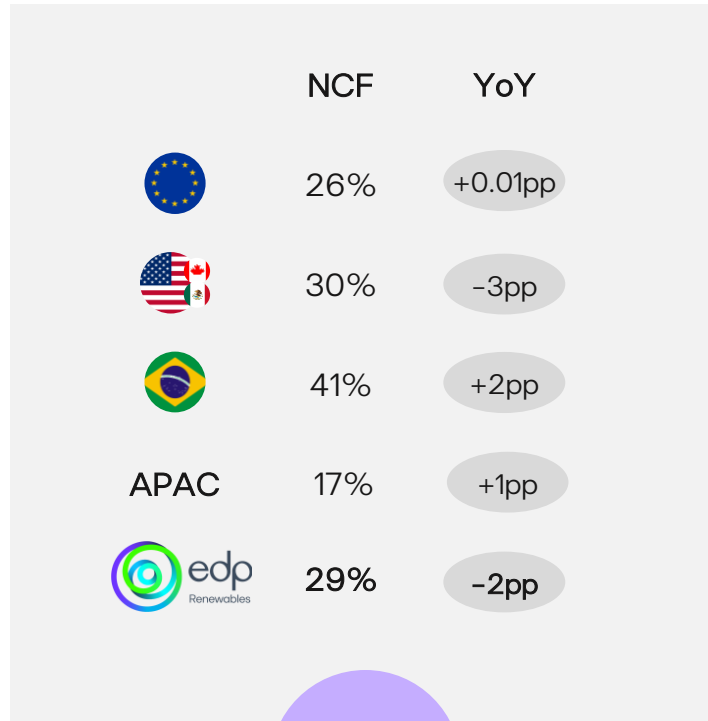 NCF YoY
26% +0.01pp
30% -3pp
41% +2pp
APAC 17% +1pp
edp
Renewables
29% -2pp